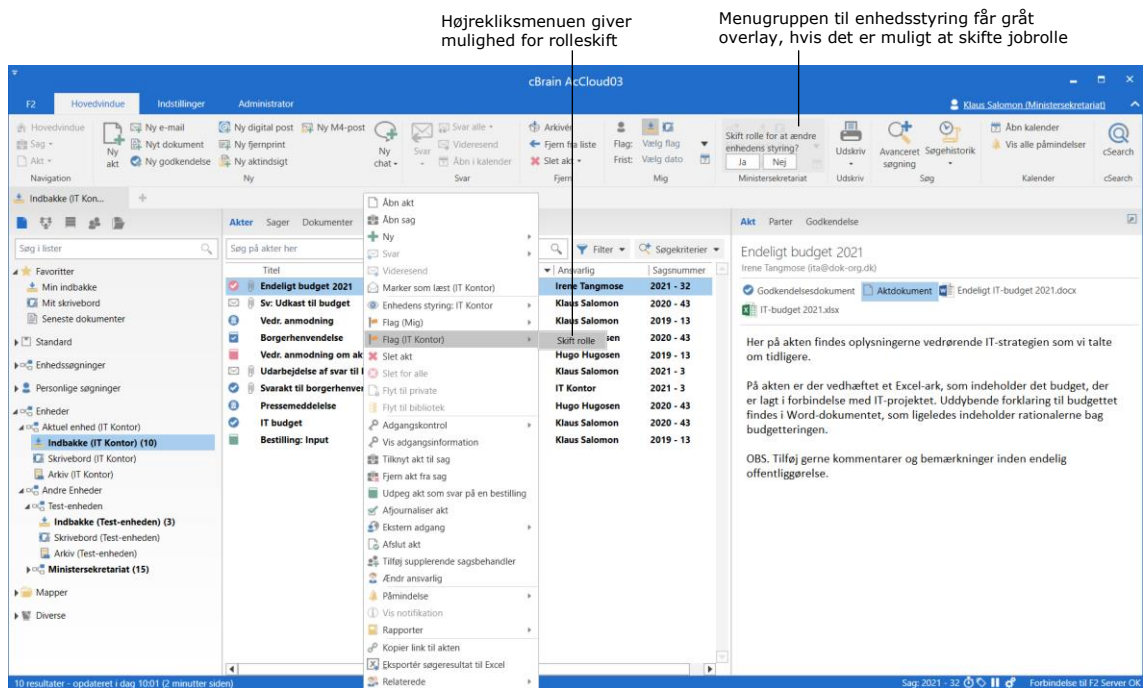 Højrekliksmenuen giver
mulighed for rolleskift
Menugruppen til enhedsstyring får gråt
overlay, hvis det er muligt at skifte jobrolle
cBrain AcCloud03
F2 Hovedvindue Indstillinger Administrator
Klaus Salomon (Ministersekretariat)
Hovedvindue
Sag
Akt
Navigation
Ny
akt
Ny e-mail
Nyt dokument
Ny godkendelse
Ny digital post
Ny fjernprint
Ny aktindsigt
Ny M4-post
Ny
chat
Ny
Svar
Svar alle
Videresend
Åbn i kalender
Svar
Arkivér
Fjern fra liste
Slet akt
Fjern
Flag: Vælg flag
Frist: Vælg dato
Mig
Skift rolle for at ændre
enhedens styring?
Ja Nej
Ministersekretariat
Udskriv
Udskriv
Avanceret
søgning
Søgehistorik
Søg
Åbn kalender
Vis alle påmindelser
Kalender
cSearch
cSearch
Indbakke (IT Kon...
Søg i lister
Favoritter
Min indbakke
Mit skrivebord
Seneste dokumenter
Standard
Enhedssøgninger
Personlige søgninger
Enheder
Aktuel enhed (IT Kontor)
Indbakke (IT Kontor) (10)
Skrivebord (IT Kontor)
Arkiv (IT Kontor)
Andre Enheder
Test-enheden
Indbakke (Test-enheden) (3)
Skrivebord (Test-enheden)
Arkiv (Test-enheden)
Ministersekretariat (15)
Mapper
Diverse
Akter Sager Dokumenter
Søg på akter her
Filter Søgekriterier
Titel Ansvarlig Sagsnummer
Endeligt budget 2021 Irene Tangmose 2021 - 32
Sv: Udkast til budget Klaus Salomon 2020 - 43
Vedr. anmodning Klaus Salomon 2019 - 13
Borgerhenvendelse sen 2020 - 43
Vedr. anmodning om ak Hugo Hugosen 2019 - 13
Udarbejdelse af svar til Klaus Salomon 2021 - 3
Svarakt til borgerhenve IT Kontor 2021 - 3
Pressemeddelelse Hugo Hugosen 2020 - 43
IT budget Klaus Salomon 2020 - 43
Bestilling: Input Klaus Salomon 2019 - 13
Åbn akt
Åbn sag
Ny
Svar
Videresend
Marker som læst (IT Kontor)
Enhedens styring: IT Kontor
Flag (Mig)
Flag (IT Kontor)
Skift rolle
Slet akt
Slet for alle
Flyt til private
Flyt til bibliotek
Adgangskontrol
Vis adgangsinformation
Tilknyt akt til sag
Fjern akt fra sag
Udpeg akt som svar på en bestilling
Afjournaliser akt
Ekstern adgang
Afslut akt
Tilføj supplerende sagsbehandler
Ændr ansvarlig
Påmindelse
Vis notifikation
Rapporter
Kopier link til akten
Eksportér søgeresultat til Excel
Relaterede
Akt Parter Godkendelse
Endeligt budget 2021
Irene Tangmose (ita@dok-org.dk)
Godkendelsesdokument Aktdokument Endeligt IT-budget 2021.docx
IT-budget 2021.xlsx
Her på akten findes oplysningerne vedrørende IT-strategien som vi talte
om tidligere.
På akten er der vedhæftet et Excel-ark, som indeholder det budget, der
er lagt i forbindelse med IT-projektet. Uddybende forklaring til budgettet
findes i Word-dokumentet, som ligeledes indeholder rationalerne bag
budgetteringen.
OBS. Tilføj gerne kommentarer og bemærkninger inden endelig
offentliggørelse.
10 resultater - opdateret i dag 10:01 (2 minutter siden)
Sag: 2021 - 32
Forbindelse til F2 Server OK